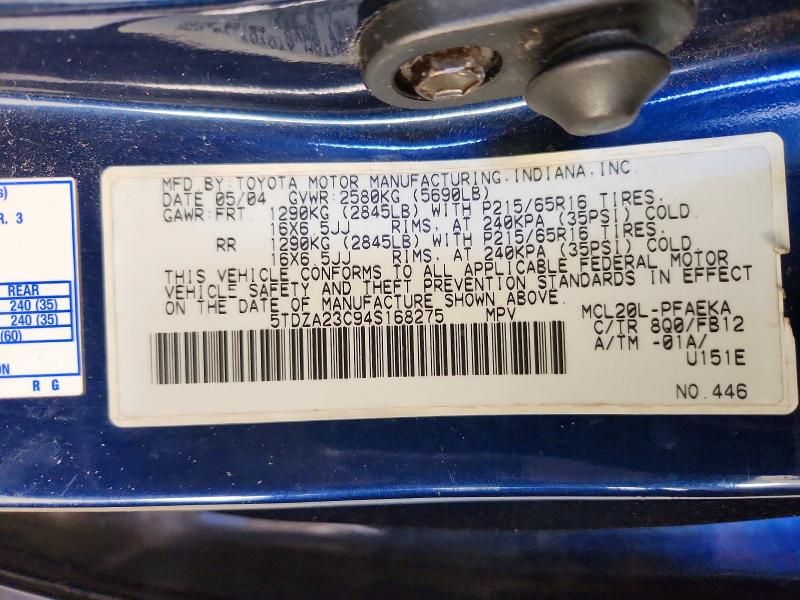 s)
R. 3
REAR
240 (35)
240 (35)
(60)
ON
R G
MFD.BY:TOYOTA MOTOR MANUFACTURING,INDIANA,INC.
DATE 05/04 GVWR:2580KG (5690LB)
GAWR:FRT 1290KG (2845LB) WITH P215/65R16 TIRES.
16X6.5JJ RIMS. AT 240KPA (35PSI) COLD.
RR 1290KG (2845LB) WITH P215/65R16 TIRES.
16X6.5JJ RIMS. AT 240KPA (35PSI) COLD.
THIS VEHICLE CONFORMS TO ALL APPLICABLE FEDERAL MOTOR
VEHICLE SAFETY AND THEFT PREVENTION STANDARDS IN EFFECT
ON THE DATE OF MANUFACTURE SHOWN ABOVE.
5TDZA23C94S168275 MPV MCL20L-PFAEKA
C/TR 8Q0/FB12
A/TM -01A/
U151E
NO.446